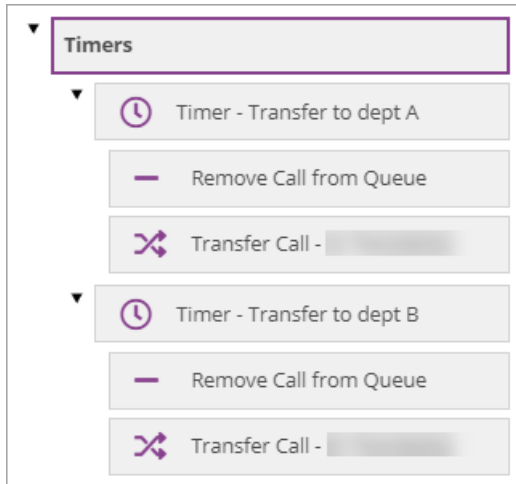 Timers
Timer - Transfer to dept A
Remove Call from Queue
Transfer Call -
Timer - Transfer to dept B
Remove Call from Queue
Transfer Call -